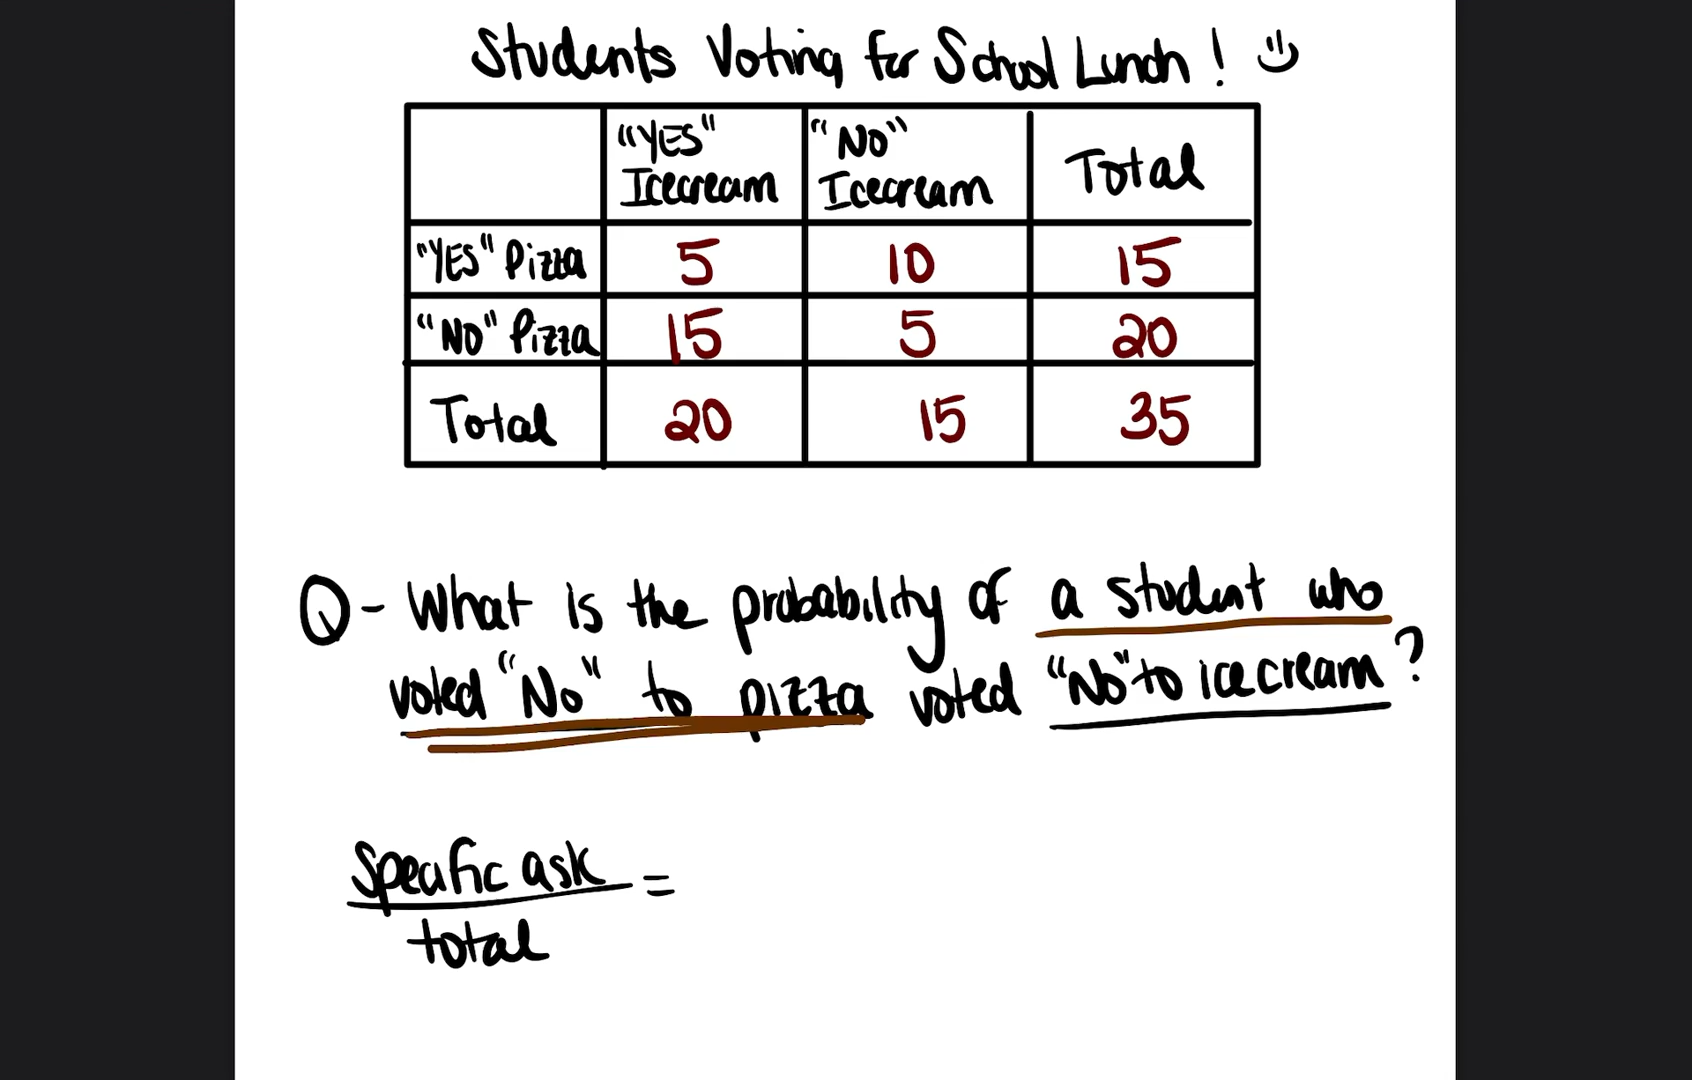 Students Voting for School Lunch ! :)
"YES" Icecream "NO" Icecream Total
"YES" Pizza 5 10 15
"NO" Pizza 15 5 20
Total 20 15 35
Q - What is the probability of a student who
voted "No" to pizza voted "No" to ice cream ?
Specific ask =
total